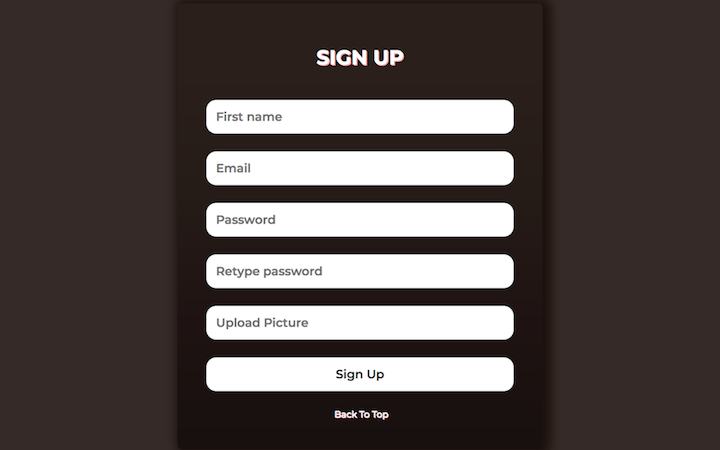 SIGN UP
First name
Email
Password
Retype password
Upload Picture
Sign Up
Back To Top